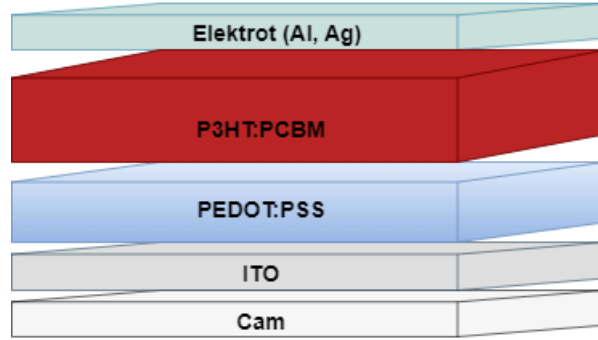 Elektrot (Al, Ag)
P3HT:PCBM
PEDOT:PSS
ITO
Cam